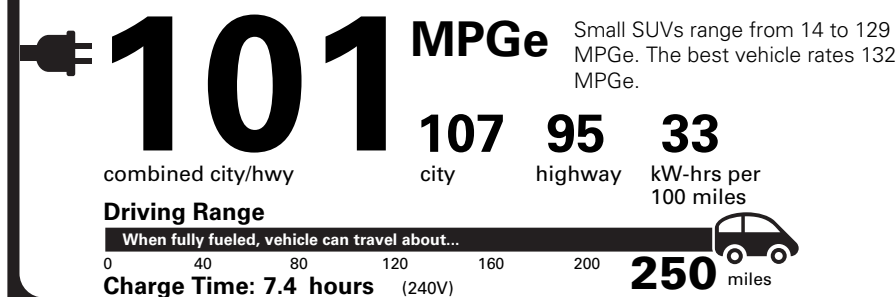 101 MPGe
Small SUVs range from 14 to 129
MPGe. The best vehicle rates 132
MPGe.
107 95 33
combined city/hwy city highway kW-hrs per
100 miles
Driving Range
When fully fueled, vehicle can travel about...
0 40 80 120 160 200 250 miles
Charge Time: 7.4 hours (240V)